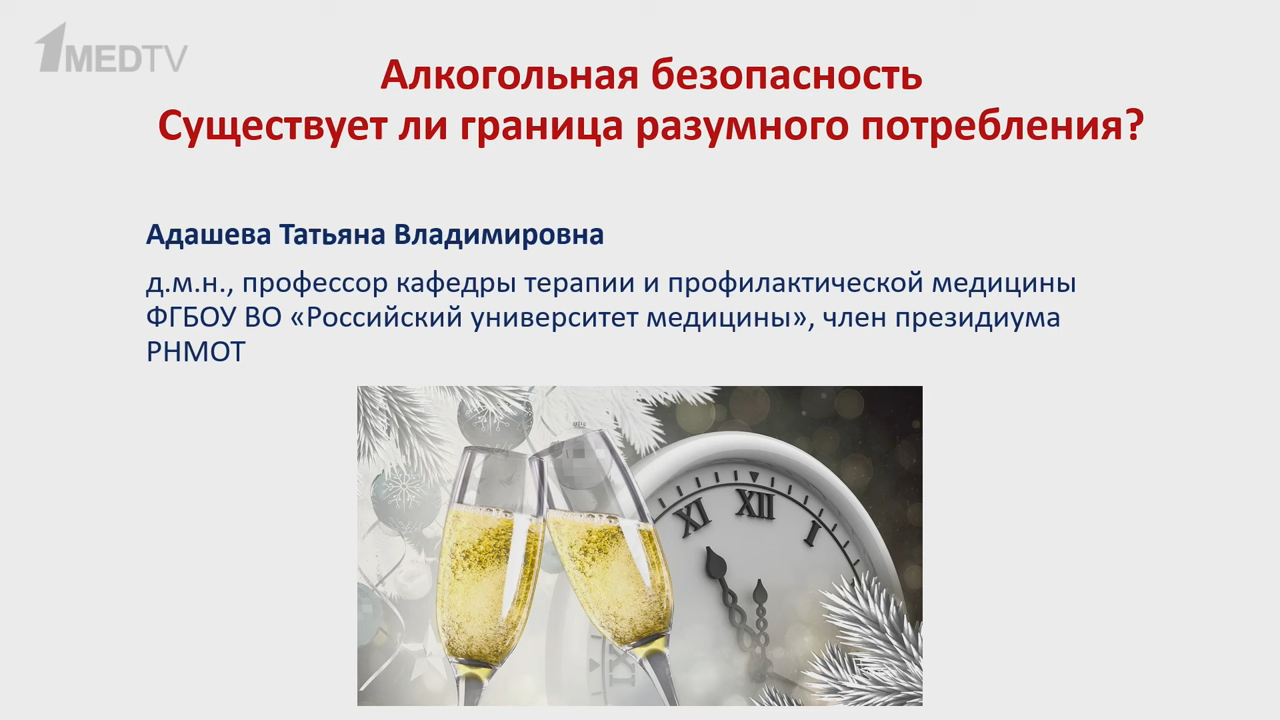 1MEDTV
Алкогольная безопасность
Существует ли граница разумного потребления?
Адашева Татьяна Владимировна
д.м.н., профессор кафедры терапии и профилактической медицины
ФГБОУ ВО «Российский университет медицины», член президиума
РНМОТ
XI XII I
IX